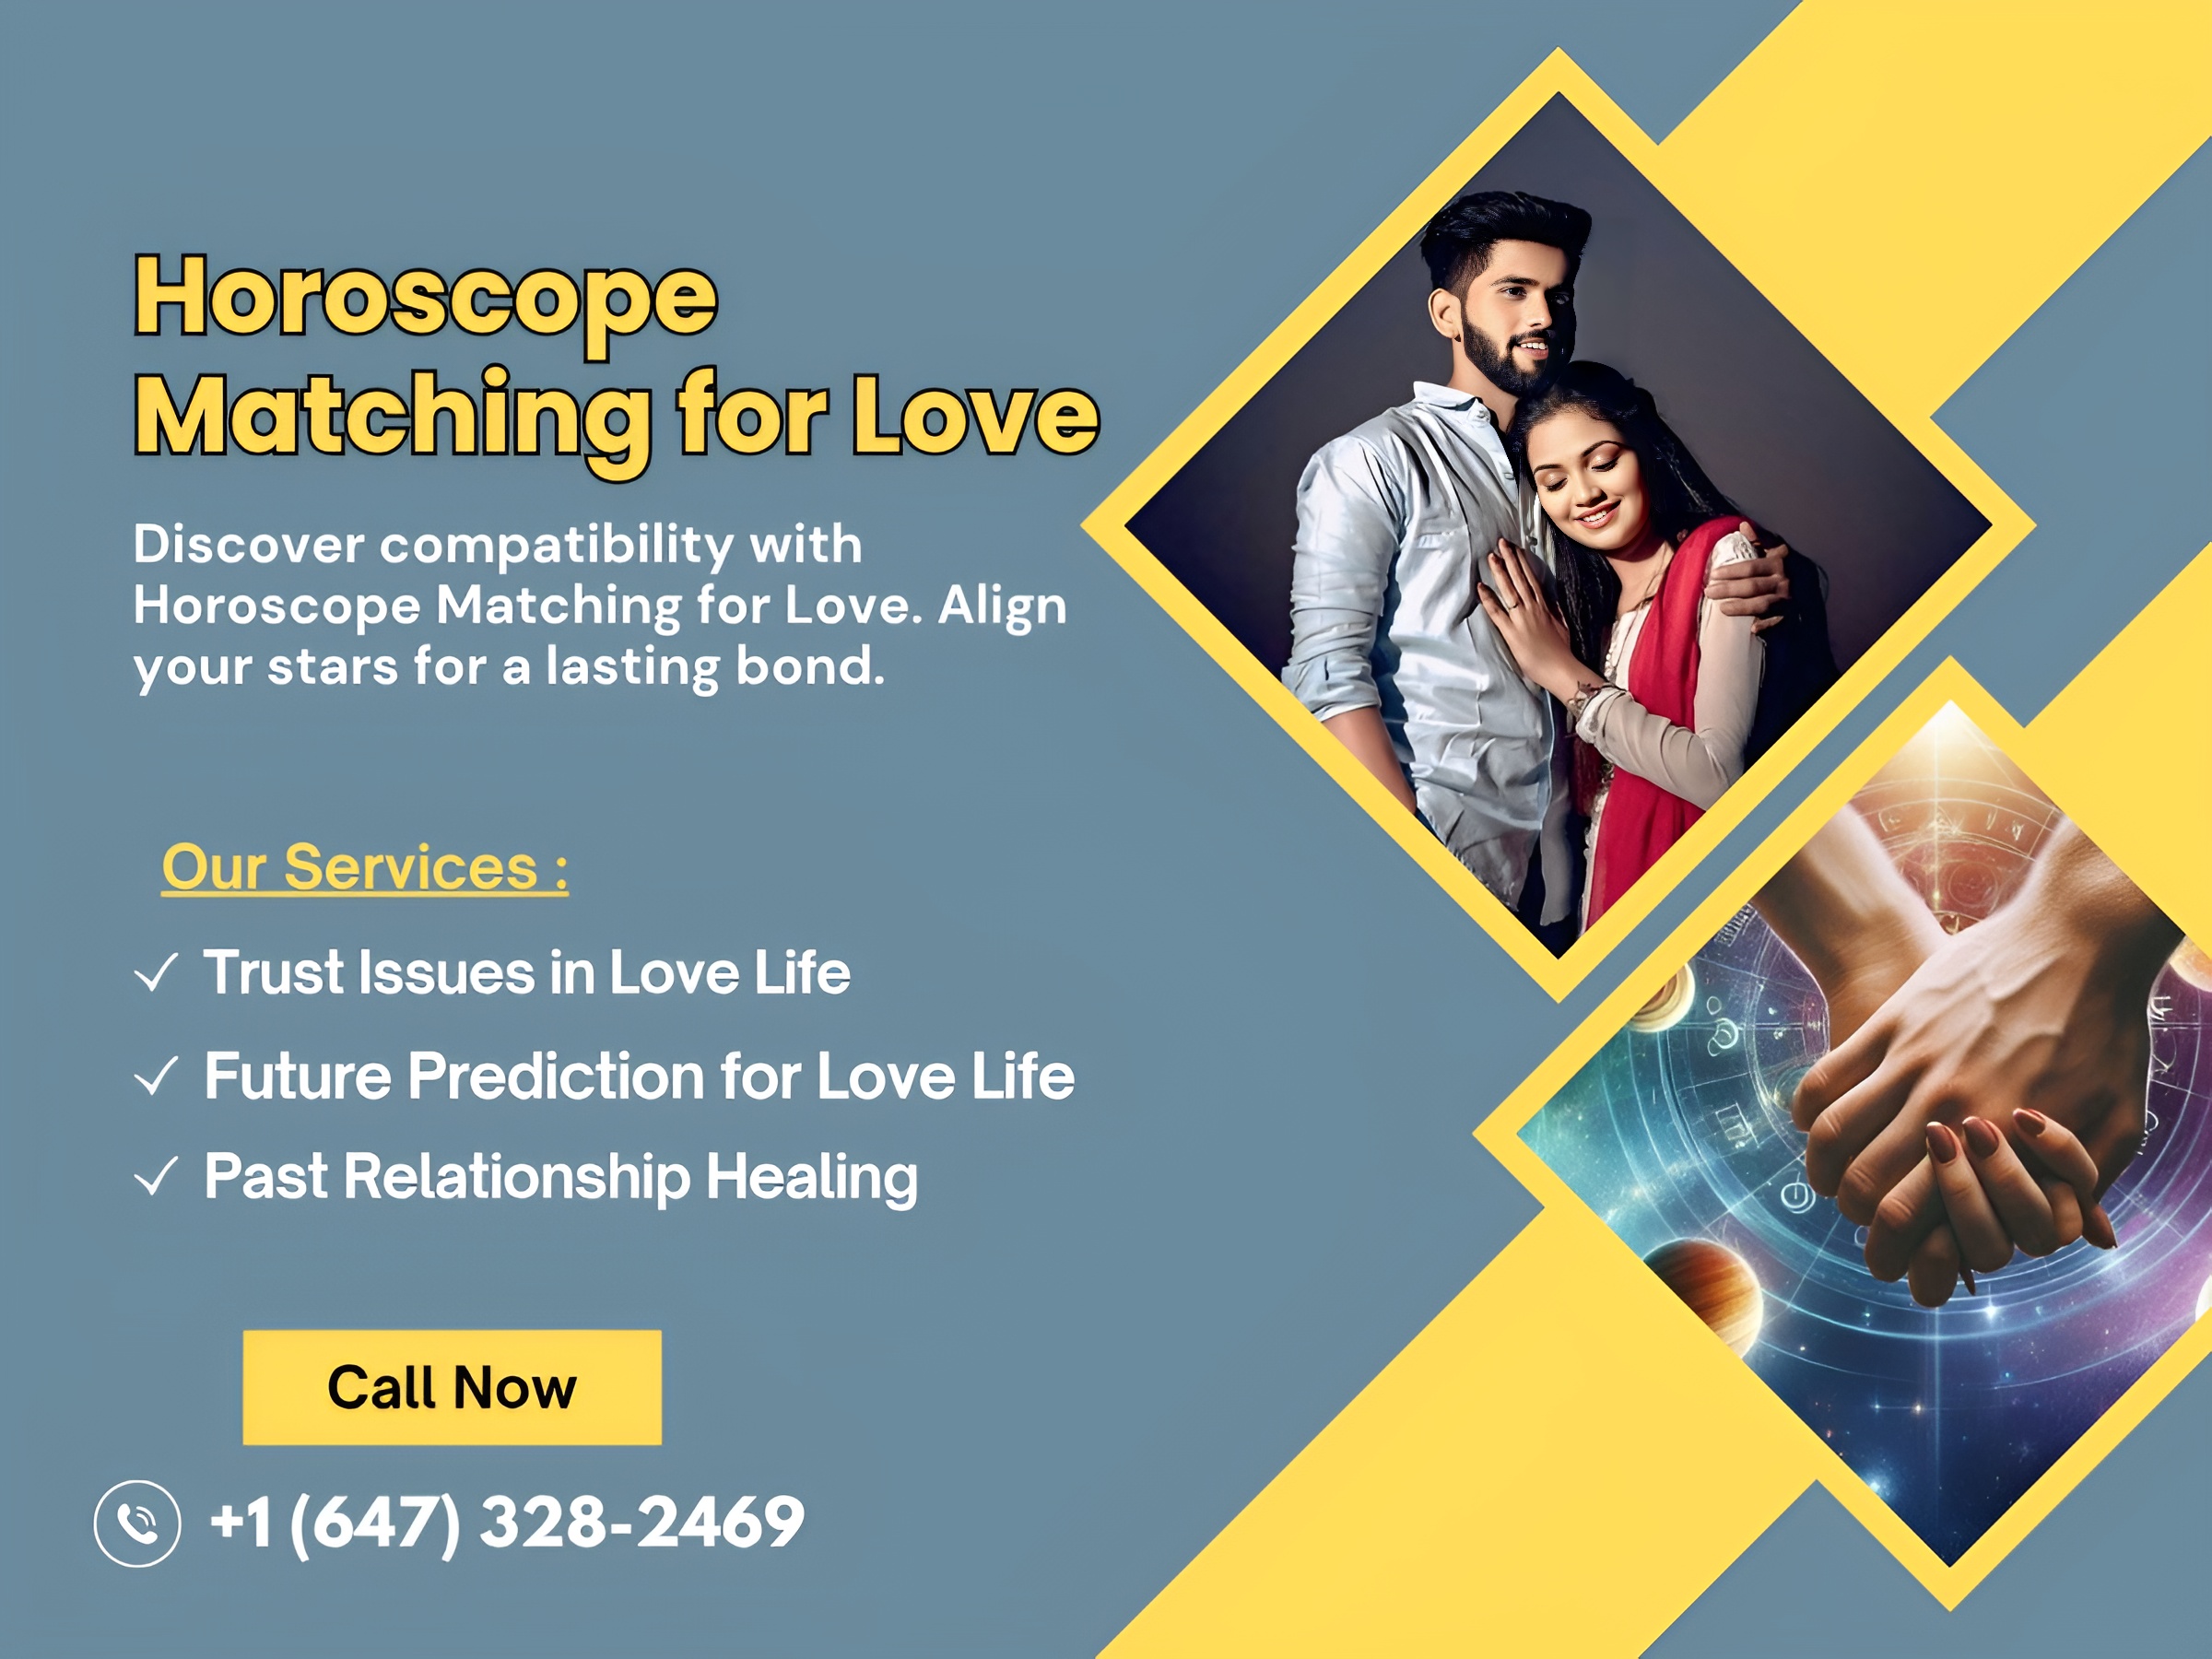 Horoscope
Matching for Love
Discover compatibility with
Horoscope Matching for Love. Align
your stars for a lasting bond.
Our Services :
Trust Issues in Love Life
Future Prediction for Love Life
Past Relationship Healing
Call Now
+1 (647) 328-2469